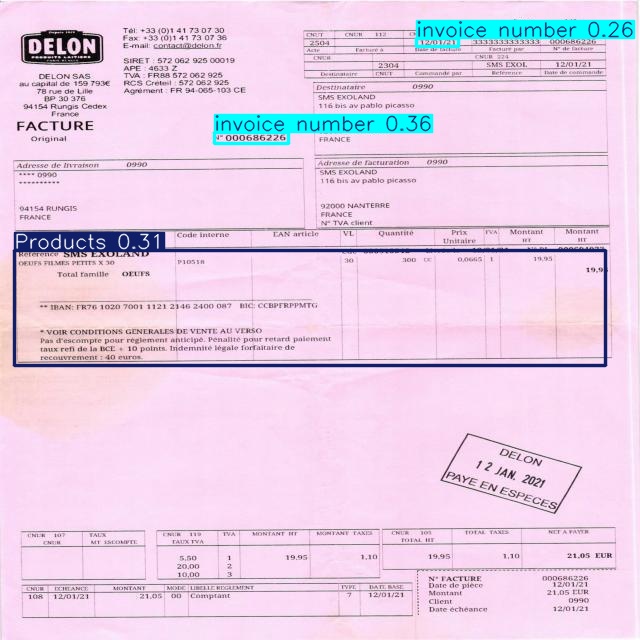 Depuis 1929
DELON
PRODUITS LAITIERS
Tél: +33 (0)1 41 73 07 30
Fax: +33 (0)1 41 73 07 36
E-mail: contact@delon.fr
SIRET : 572 062 925 00019
APE : 4633 Z
TVA : FR88 572 062 925
RCS Créteil : 572 062 925
Agrément : FR 94-065-103 CE
DELON SAS
au capital de 159 793€
78 rue de Lille
BP 30 376
94154 Rungis Cedex
France
FACTURE
Original
invoice number 0.26
CNUT CNUR 112
2504 12/01/21 333333333333 000686226
Acte Facturé à Date de facture Facturé par N° de facture
CNUR CNUR 224
2304 SMS EXOL 12/01/21
Destinataire CNUT Commandé par Référence Date de commande
Destinataire 0990
SMS EXOLAND
116 bis av pablo picasso
FRANCE
invoice number 0.36
N° 000686226
Adresse de livraison 0990
**** 0990
**********
94154 RUNGIS
FRANCE
Adresse de facturation 0990
SMS EXOLAND
116 bis av pablo picasso
92000 NANTERRE
FRANCE
N° TVA client
Products 0.31
Code interne EAN article VL Quantité Prix Unitaire TVA Montant HT Montant HT
Référence SMS EXOLAND
OEUFS FILMES PETITS X 30 P10518 30 300 OE 0,0665 1 19,95
Total famille OEUFS 19,95
** IBAN: FR76 1020 7001 1121 2146 2400 087 BIC: CCBPFRPPMTG
* VOIR CONDITIONS GENERALES DE VENTE AU VERSO
Pas d'escompte pour règlement anticipé. Pénalité pour retard paiement
taux refi de la BCE + 10 points. Indemnité légale forfaitaire de
recouvrement : 40 euros.
DELON
12 JAN. 2021
PAYE EN ESPECES
CNUR 107 TAUX
CNUR MT ESCOMPTE
CNUR 119 TVA MONTANT HT MONTANT TAXES
TAUX TVA
5,50 1 19,95 1,10
20,00 2
10,00 3
CNUR 105 TOTAL TAXES NET A PAYER
TOTAL HT
19,95 1,10 21,05 EUR
CNUR ECHEANCE MONTANT MODE LIBELLE REGLEMENT TYPE DATE BASE
108 12/01/21 21,05 00 Comptant 7 12/01/21
N° FACTURE 000686226
Date de pièce 12/01/21
Montant 21,05 EUR
Client 0990
Date échéance 12/01/21